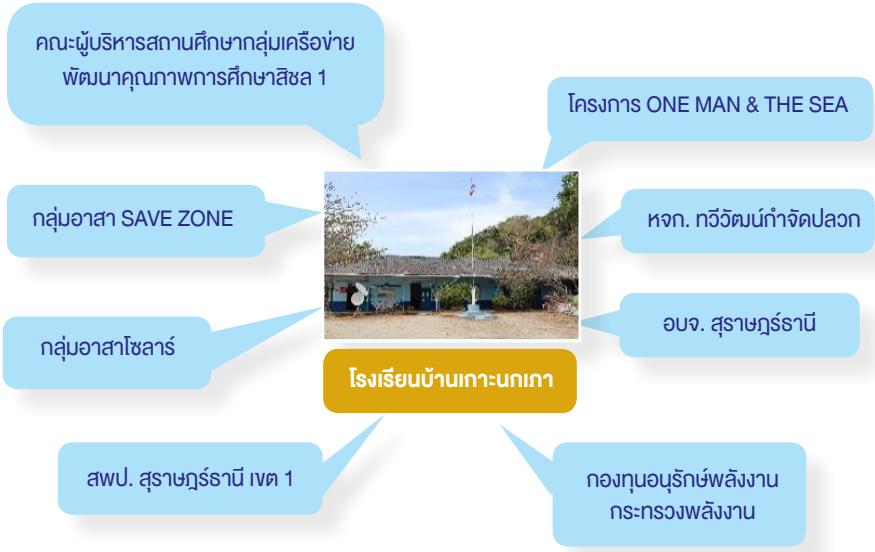 คณะผู้บริหารสถานศึกษากลุ่มเครือข่าย
พัฒนาคุณภาพการศึกษาสิชล 1
โครงการ ONE MAN & THE SEA
กลุ่มอาสา SAVE ZONE
หจก. ทวีวัฒน์กำจัดปลวก
กลุ่มอาสาโซลาร์
อบจ. สุราษฎร์ธานี
โรงเรียนบ้านเกาะนกเภา
สพป. สุราษฎร์ธานี เขต 1
กองทุนอนุรักษ์พลังงาน
กระทรวงพลังงาน